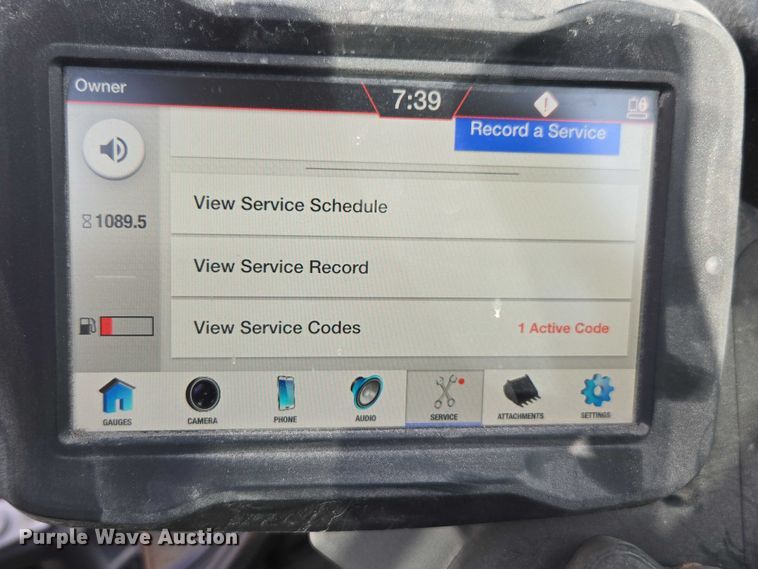 Owner
7:39
Record a Service
View Service Schedule
1089.5
View Service Record
View Service Codes
1 Active Code
GAUGES
CAMERA
PHONE
AUDIO
SERVICE
ATTACHMENTS
SETTINGS
Purple Wave Auction